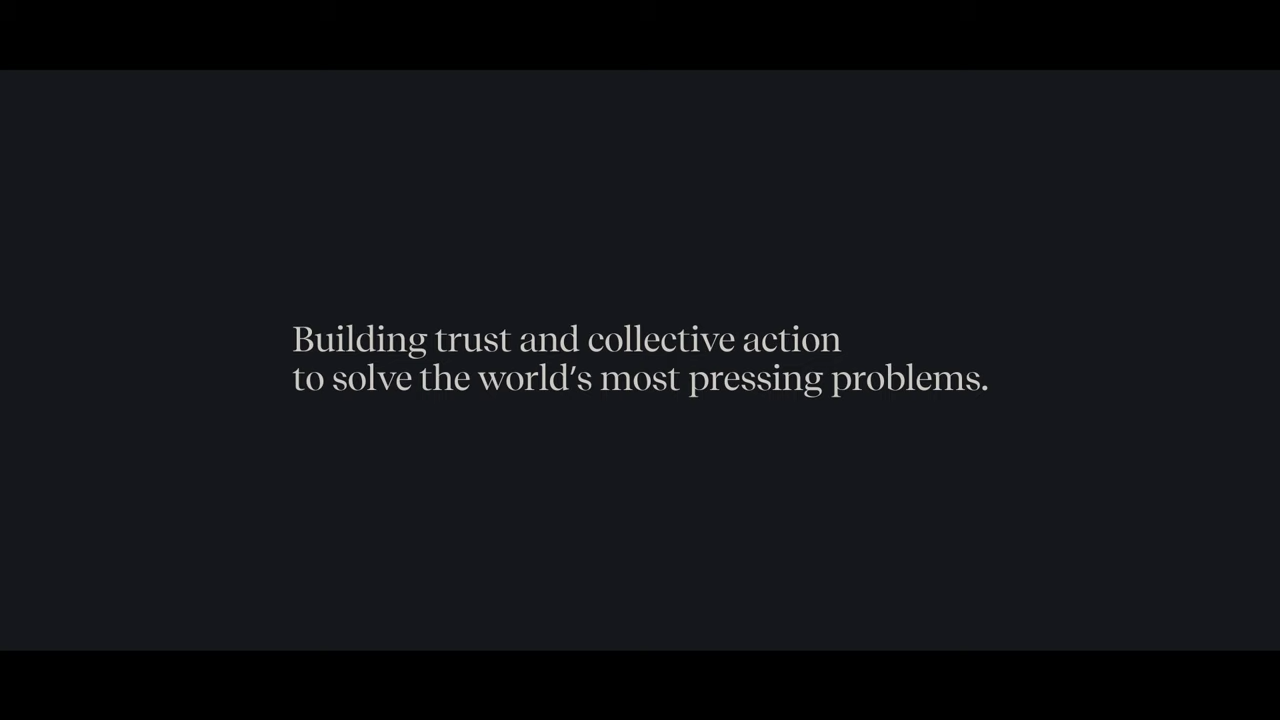 Building trust and collective action
to solve the world's most pressing problems.